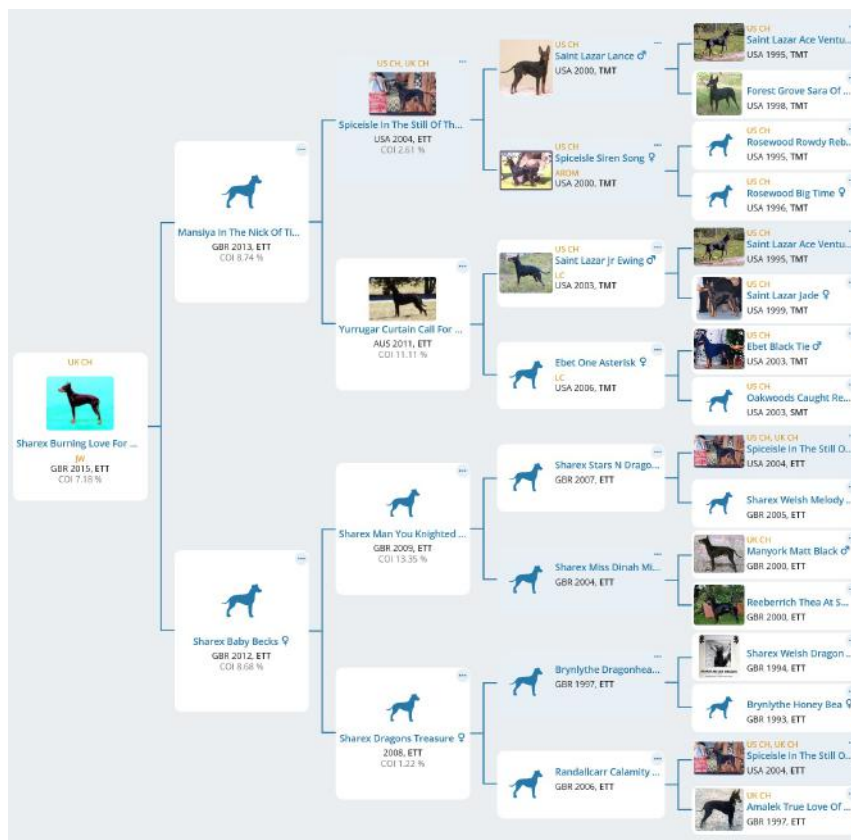 UK CH
Sharex Burning Love For ...
JW
GBR 2015, ETT
COI 7.18 %
Mansiya In The Nick Of Ti...
GBR 2013, ETT
COI 8.74 %
Sharex Baby Becks ♀
GBR 2012, ETT
COI 8.68 %
US CH, UK CH
Spiceisle In The Still Of Th...
USA 2004, ETT
COI 2.61 %
Yurrugar Curtain Call For ...
AUS 2011, ETT
COI 11.11 %
Sharex Man You Knighted ...
GBR 2009, ETT
COI 13.35 %
Sharex Dragons Treasure ♀
2008, ETT
COI 1.22 %
US CH
Saint Lazar Lance ♂
USA 2000, TMT
US CH
Spiceisle Siren Song ♀
AROM
USA 2000, TMT
US CH
Saint Lazar Jr Ewing ♂
LC
USA 2003, TMT
Ebet One Asterisk ♀
LC
USA 2006, TMT
Sharex Stars N Drago...
GBR 2007, ETT
Sharex Miss Dinah Mi...
GBR 2004, ETT
Brynlythe Dragonhea...
GBR 1997, ETT
Randallcarr Calamity ...
GBR 2006, ETT
US CH
Saint Lazar Ace Ventu...
USA 1995, TMT
Forest Grove Sara Of ...
USA 1998, TMT
US CH
Rosewood Rowdy Reb...
USA 1995, TMT
US CH
Rosewood Big Time ♀
USA 1996, TMT
US CH
Saint Lazar Ace Ventu...
USA 1995, TMT
US CH
Saint Lazar Jade ♀
USA 1999, TMT
US CH
Ebet Black Tie ♂
USA 2003, TMT
US CH
Oakwoods Caught Re...
USA 2003, SMT
US CH, UK CH
Spiceisle In The Still O...
USA 2004, ETT
Sharex Welsh Melody ...
GBR 2005, ETT
UK CH
Manyork Matt Black ♂
GBR 2000, ETT
Reeberrich Thea At S...
GBR 2000, ETT
Sharex Welsh Dragon ...
GBR 1994, ETT
Brynlythe Honey Bea ♀
GBR 1993, ETT
US CH, UK CH
Spiceisle In The Still O...
USA 2004, ETT
UK CH
Amalek True Love Of ...
GBR 1997, ETT